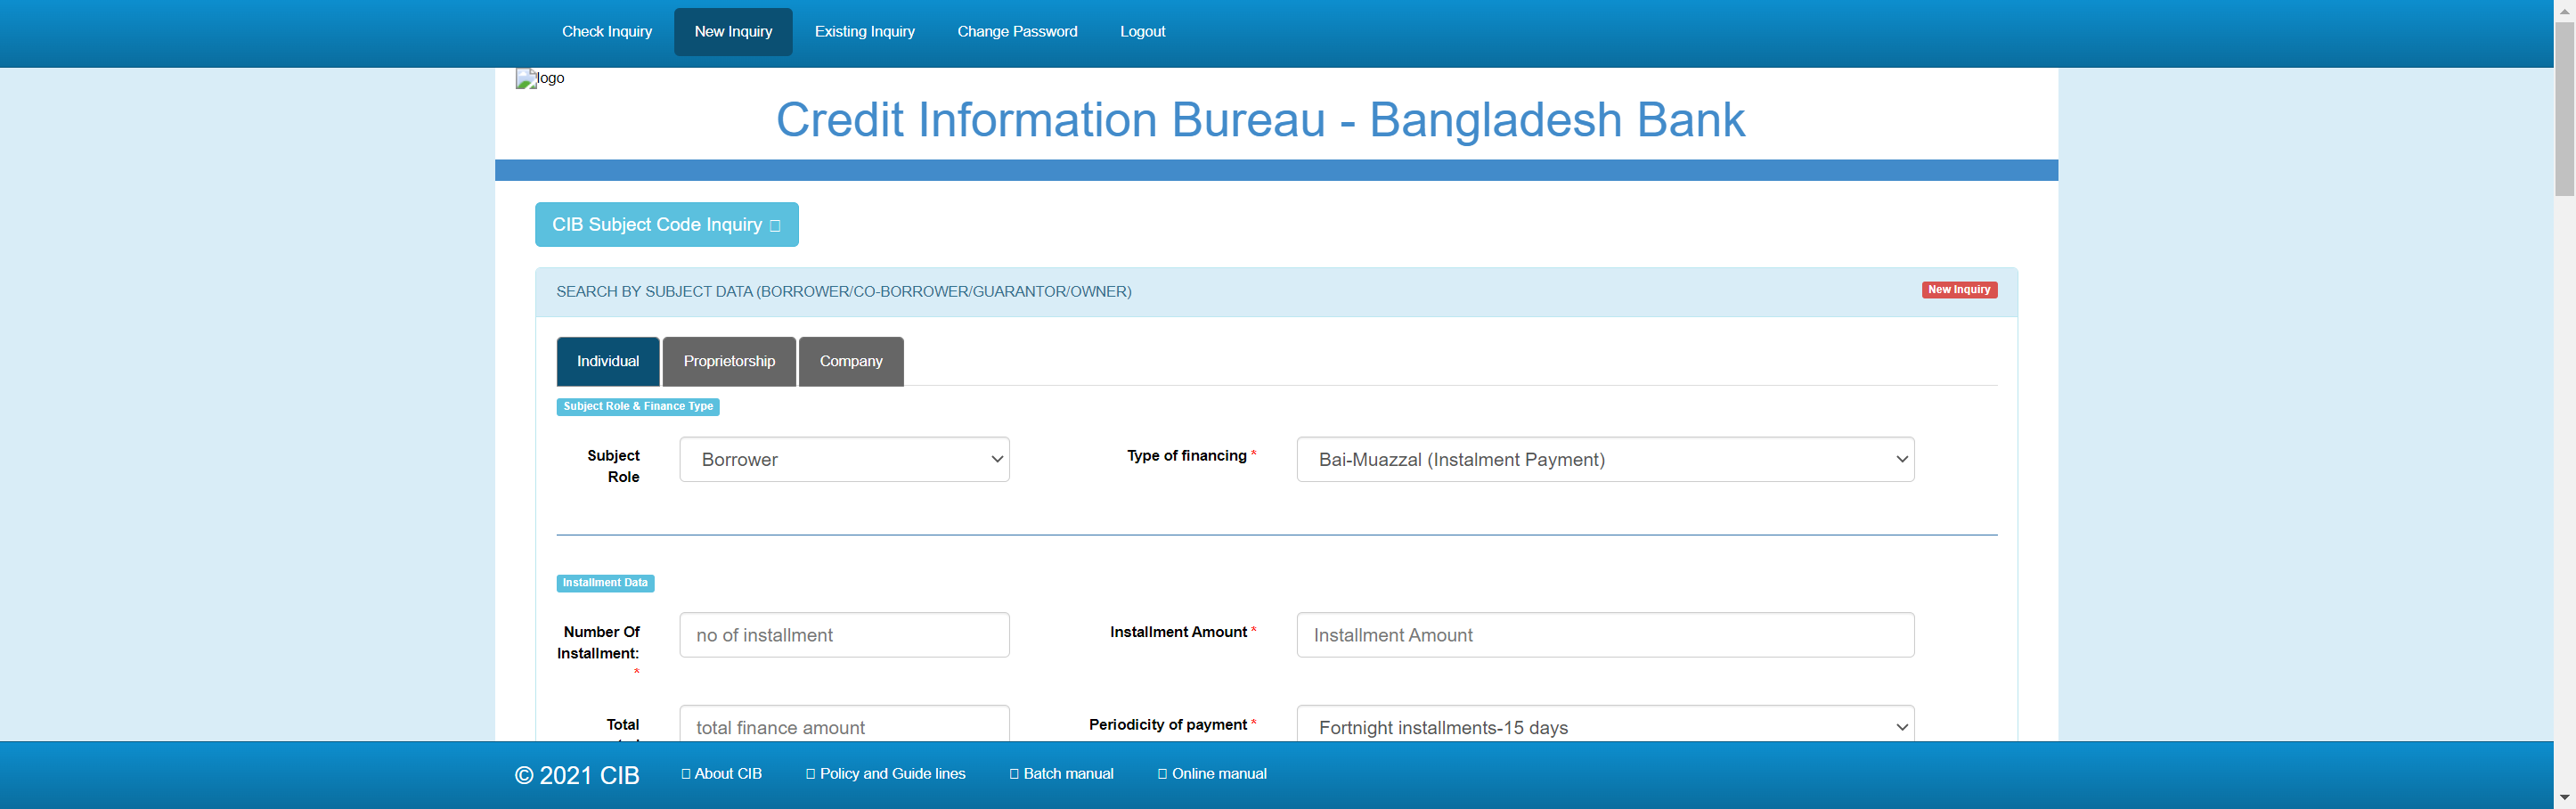 Check Inquiry New Inquiry Existing Inquiry Change Password Logout
logo
Credit Information Bureau - Bangladesh Bank
CIB Subject Code Inquiry
SEARCH BY SUBJECT DATA (BORROWER/CO-BORROWER/GUARANTOR/OWNER) New Inquiry
Individual Proprietorship Company
Subject Role & Finance Type
Subject Role Borrower Type of financing * Bai-Muazzal (Instalment Payment)
Installment Data
Number Of Installment: * no of installment Installment Amount * Installment Amount
Total total finance amount Periodicity of payment * Fortnight installments-15 days
© 2021 CIB About CIB Policy and Guide lines Batch manual Online manual